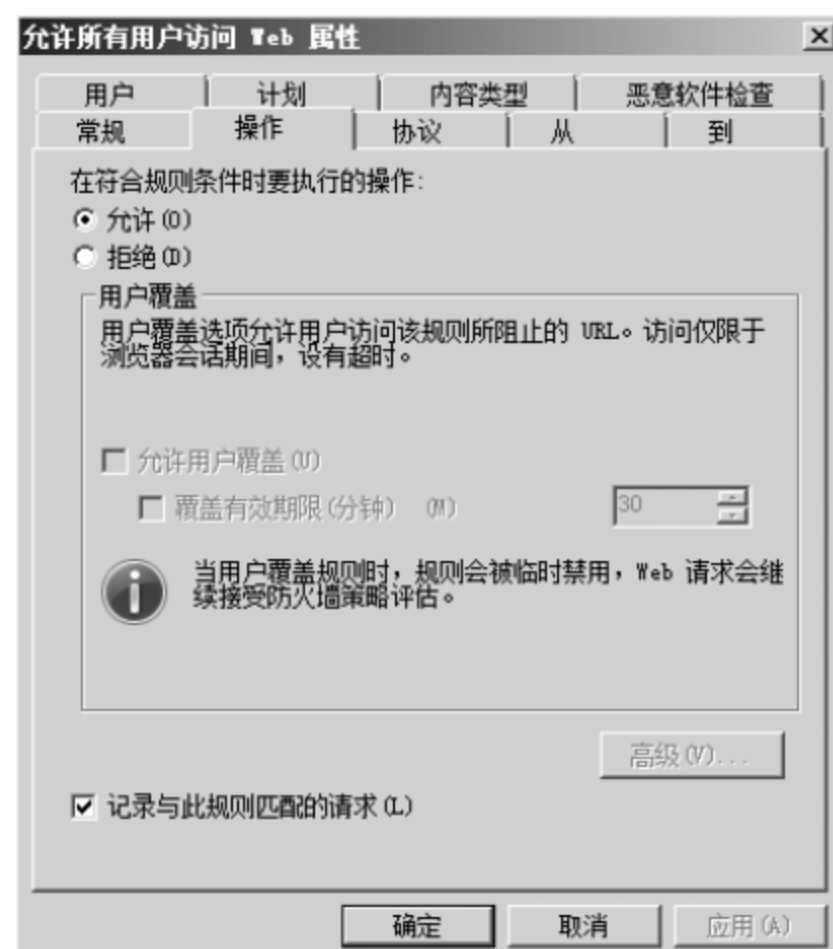 允许所有用户访问 Web 属性
用户 计划 内容类型 恶意软件检查
常规 操作 协议 从 到
在符合规则条件时要执行的操作:
允许(O)
拒绝(D)
用户覆盖
用户覆盖选项允许用户访问该规则所阻止的 URL。访问仅限于
浏览器会话期间，设有超时。
允许用户覆盖(U)
覆盖有效期限(分钟) (M) 30
当用户覆盖规则时，规则会被临时禁用，Web 请求会继
续接受防火墙策略评估。
高级(V)...
记录与此规则匹配的请求(L)
确定 取消 应用(A)